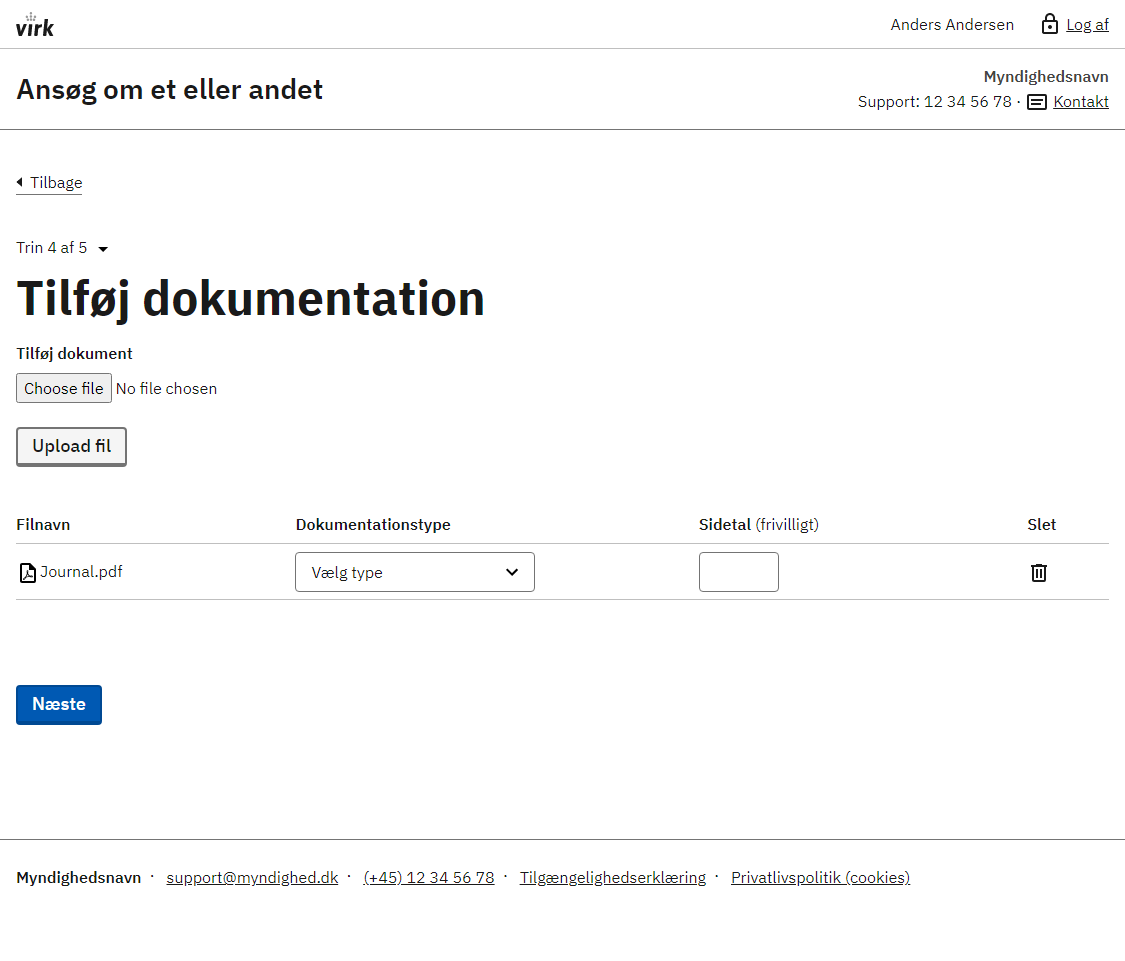 virk
Anders Andersen Log af
Ansøg om et eller andet
Myndighedsnavn
Support: 12 34 56 78 · Kontakt
Tilbage
Trin 4 af 5
Tilføj dokumentation
Tilføj dokument
Choose file No file chosen
Upload fil
Filnavn Dokumentationstype Sidetal (frivilligt) Slet
Journal.pdf Vælg type
Næste
Myndighedsnavn · support@myndighed.dk · (+45) 12 34 56 78 · Tilgængelighedserklæring · Privatlivspolitik (cookies)